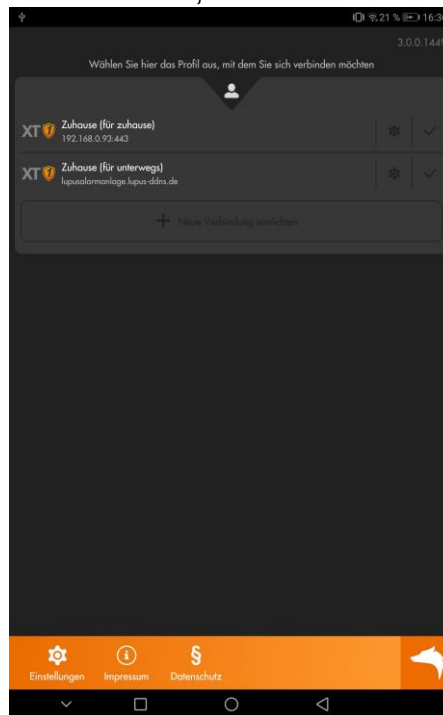 21 % 16:36
3.0.0.1449
Wählen Sie hier das Profil aus, mit dem Sie sich verbinden möchten
XT Zuhause (für zuhause)
192.168.0.93:443
XT Zuhause (für unterwegs)
lupusalarmanlage.lupus-ddns.de
+ Neue Verbindung einrichten
§
Einstellungen Impressum Datenschutz